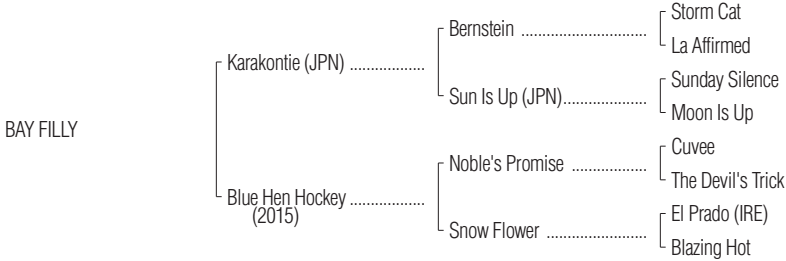 BAY FILLY
Karakontie (JPN) ..................
Blue Hen Hockey ..................
(2015)
Bernstein ..............................
Sun Is Up (JPN)....................
Noble's Promise ..................
Snow Flower ........................
Storm Cat
La Affirmed
Sunday Silence
Moon Is Up
Cuvee
The Devil's Trick
El Prado (IRE)
Blazing Hot